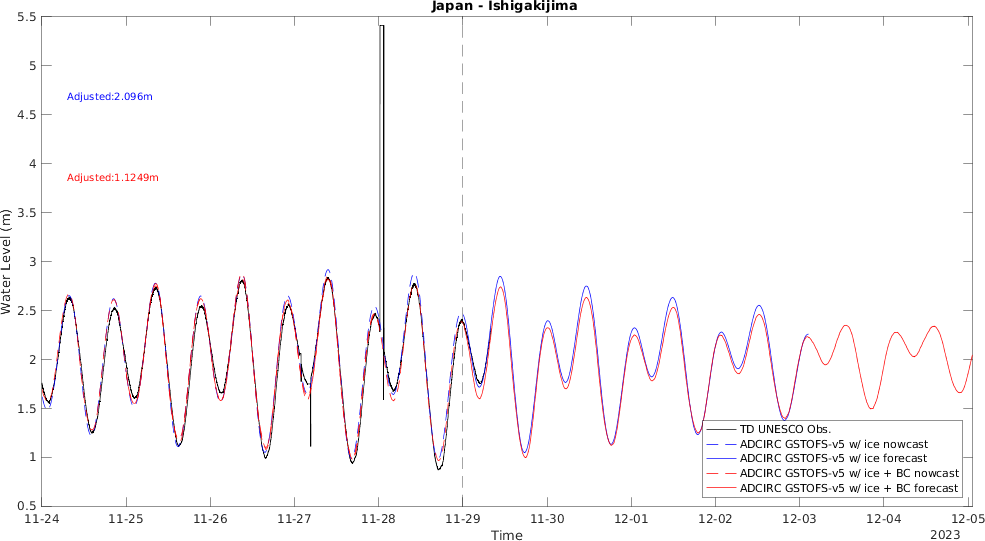 Japan - Ishigakijima
5.5
5
4.5
4
3.5
3
2.5
2
1.5
1
0.5
Water Level (m)
Adjusted:2.096m
Adjusted:1.1249m
TD UNESCO Obs.
ADCIRC GSTOFS-v5 w/ ice nowcast
ADCIRC GSTOFS-v5 w/ ice forecast
ADCIRC GSTOFS-v5 w/ ice + BC nowcast
ADCIRC GSTOFS-v5 w/ ice + BC forecast
11-24 11-25 11-26 11-27 11-28 11-29 11-30 12-01 12-02 12-03 12-04 12-05
Time
2023